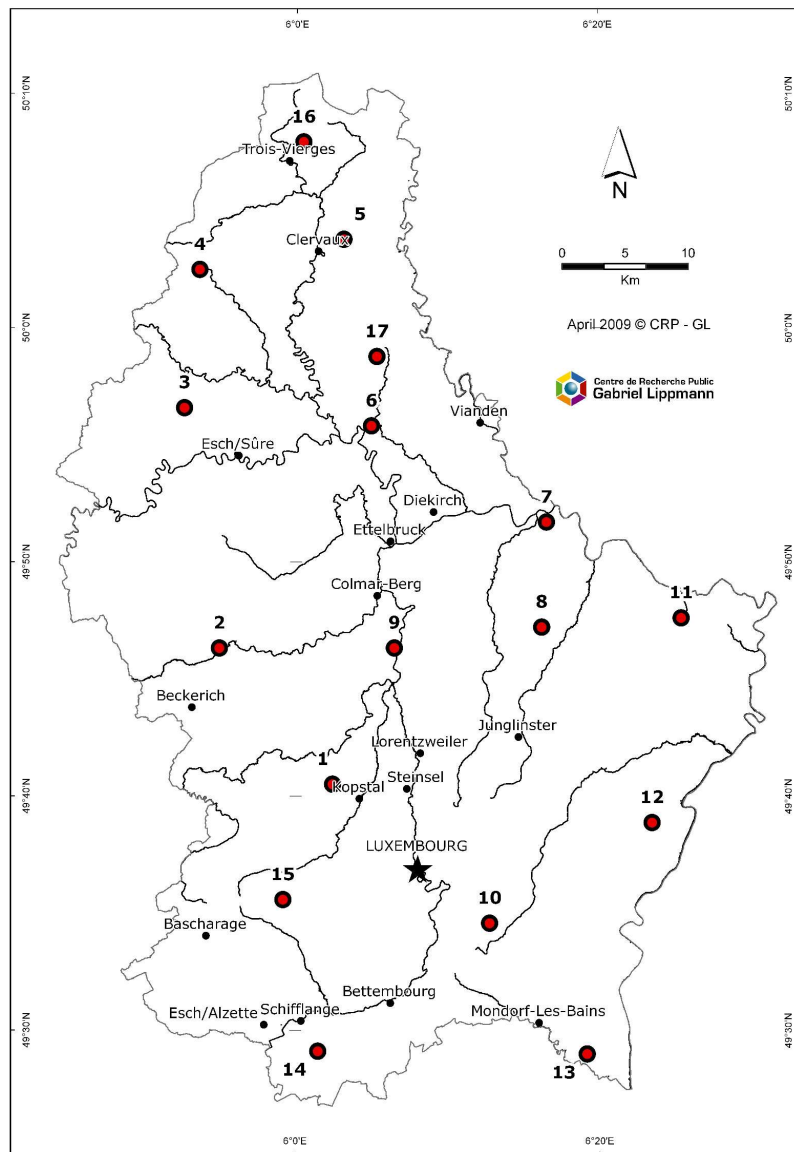 6°0'E 6°20'E
50°10'N 50°10'N
16
Trois-Vierges
N
5
4
Clervaux
0 5 10
Km
50°0'N 50°0'N
April 2009 © CRP - GL
17
Centre de Recherche Public
Gabriel Lippmann
3
6
Vianden
Esch/Sûre
7
Diekirch
Ettelbruck
49°50'N 49°50'N
Colmar-Berg
8
11
2
9
Beckerich
Junglinster
Lorentzweiler
1
Steinsel
Kopstal
49°40'N 49°40'N
12
LUXEMBOURG
15
10
Bascharage
Bettembourg
Esch/Alzette Schifflange
Mondorf-Les-Bains
49°30'N 49°30'N
14
13
6°0'E 6°20'E